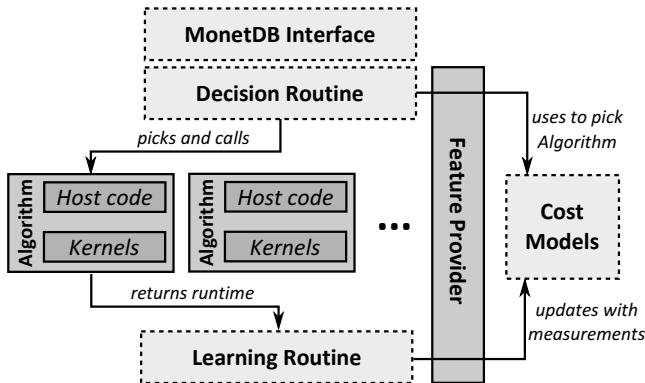 MonetDB Interface
Decision Routine
picks and calls
uses to pick
Algorithm
Algorithm
Host code
Kernels
Algorithm
Host code
Kernels
...
Feature Provider
Cost
Models
returns runtime
updates with
measurements
Learning Routine